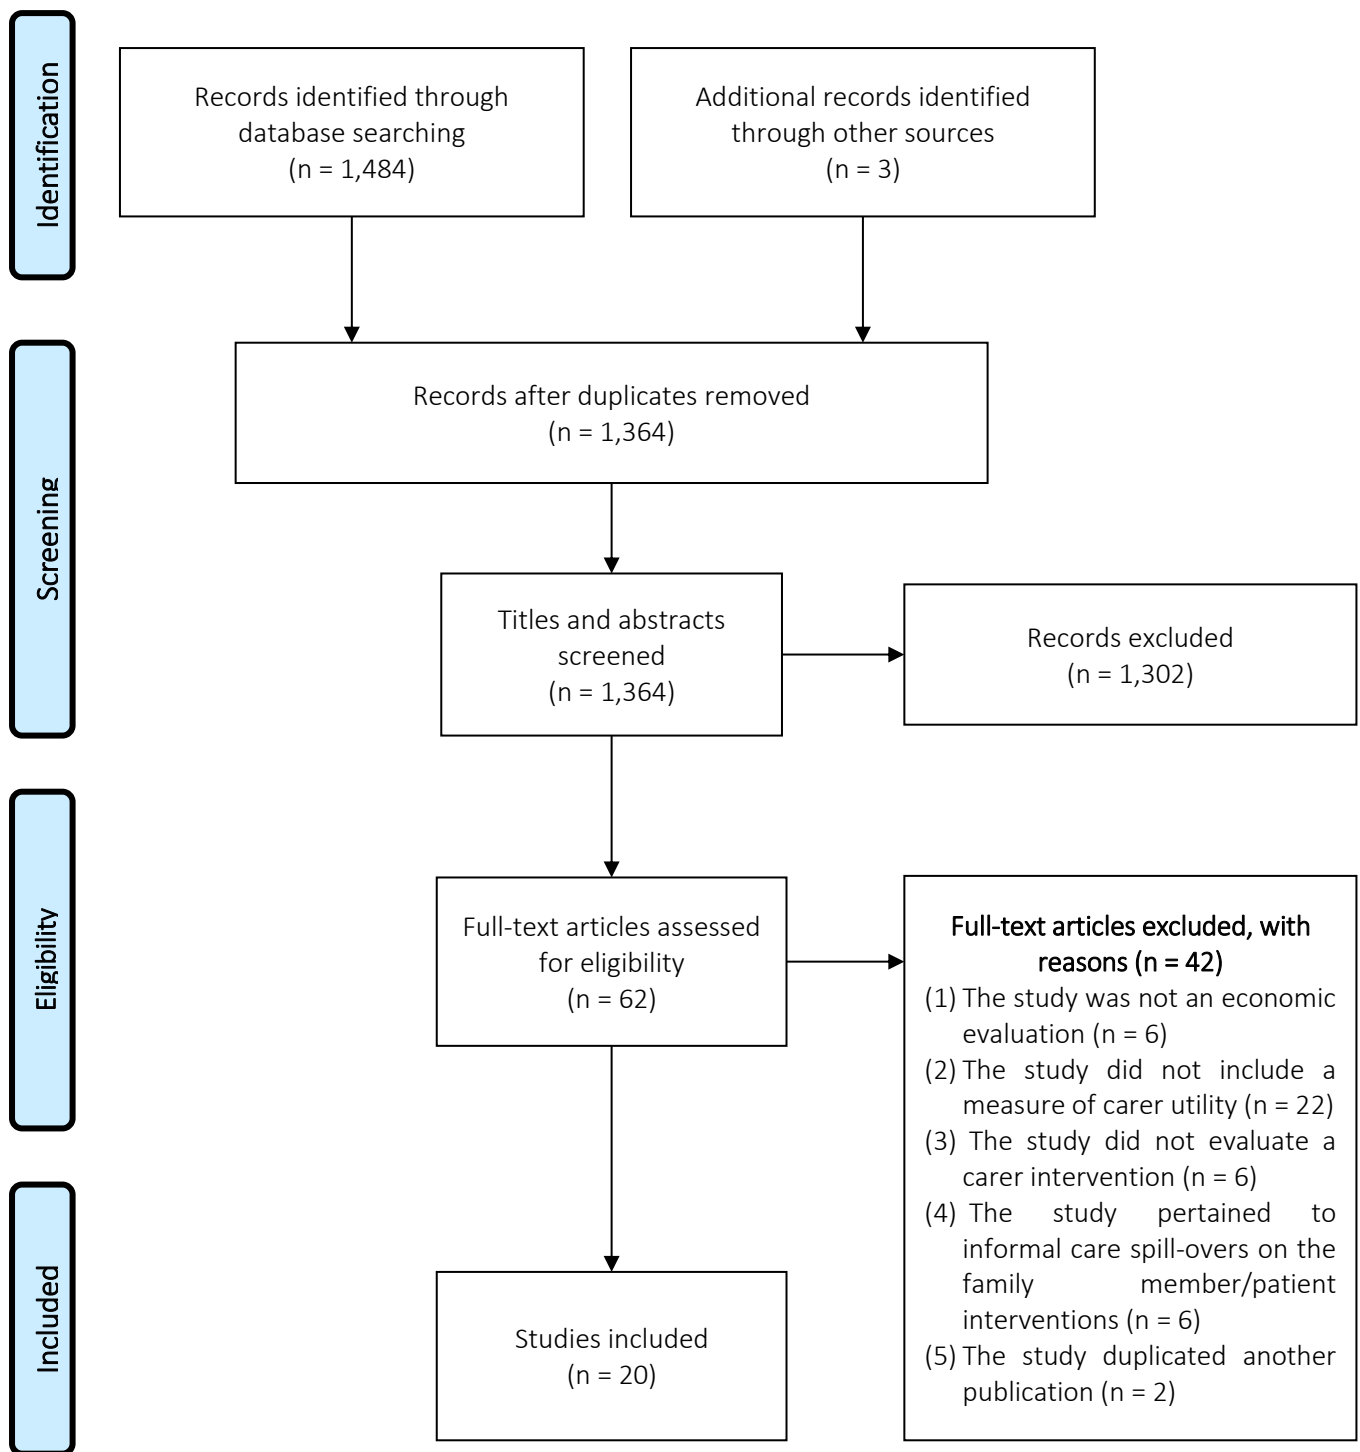 Identification
Records identified through
database searching
(n = 1,484)
Additional records identified
through other sources
(n = 3)
Screening
Records after duplicates removed
(n = 1,364)
Titles and abstracts
screened
(n = 1,364)
Records excluded
(n = 1,302)
Eligibility
Full-text articles assessed
for eligibility
(n = 62)
Full-text articles excluded, with
reasons (n = 42)
(1) The study was not an economic
evaluation (n = 6)
(2) The study did not include a
measure of carer utility (n = 22)
(3) The study did not evaluate a
carer intervention (n = 6)
(4) The study pertained to
informal care spill-overs on the
family member/patient
interventions (n = 6)
(5) The study duplicated another
publication (n = 2)
Included
Studies included
(n = 20)